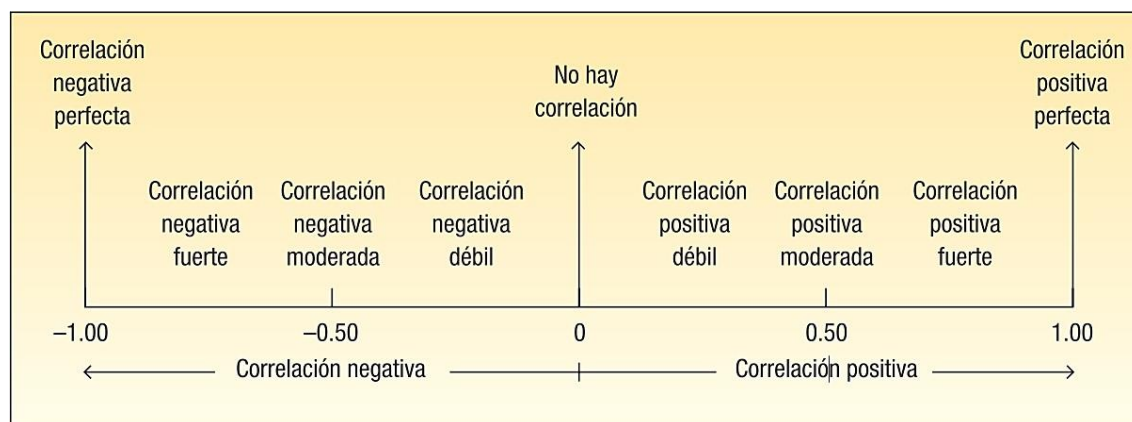 Correlación
negativa
perfecta
No hay
correlación
Correlación
positiva
perfecta
Correlación
negativa
fuerte
Correlación
negativa
moderada
Correlación
negativa
débil
Correlación
positiva
débil
Correlación
positiva
moderada
Correlación
positiva
fuerte
–1.00
–0.50
0
0.50
1.00
Correlación negativa
Correlación positiva